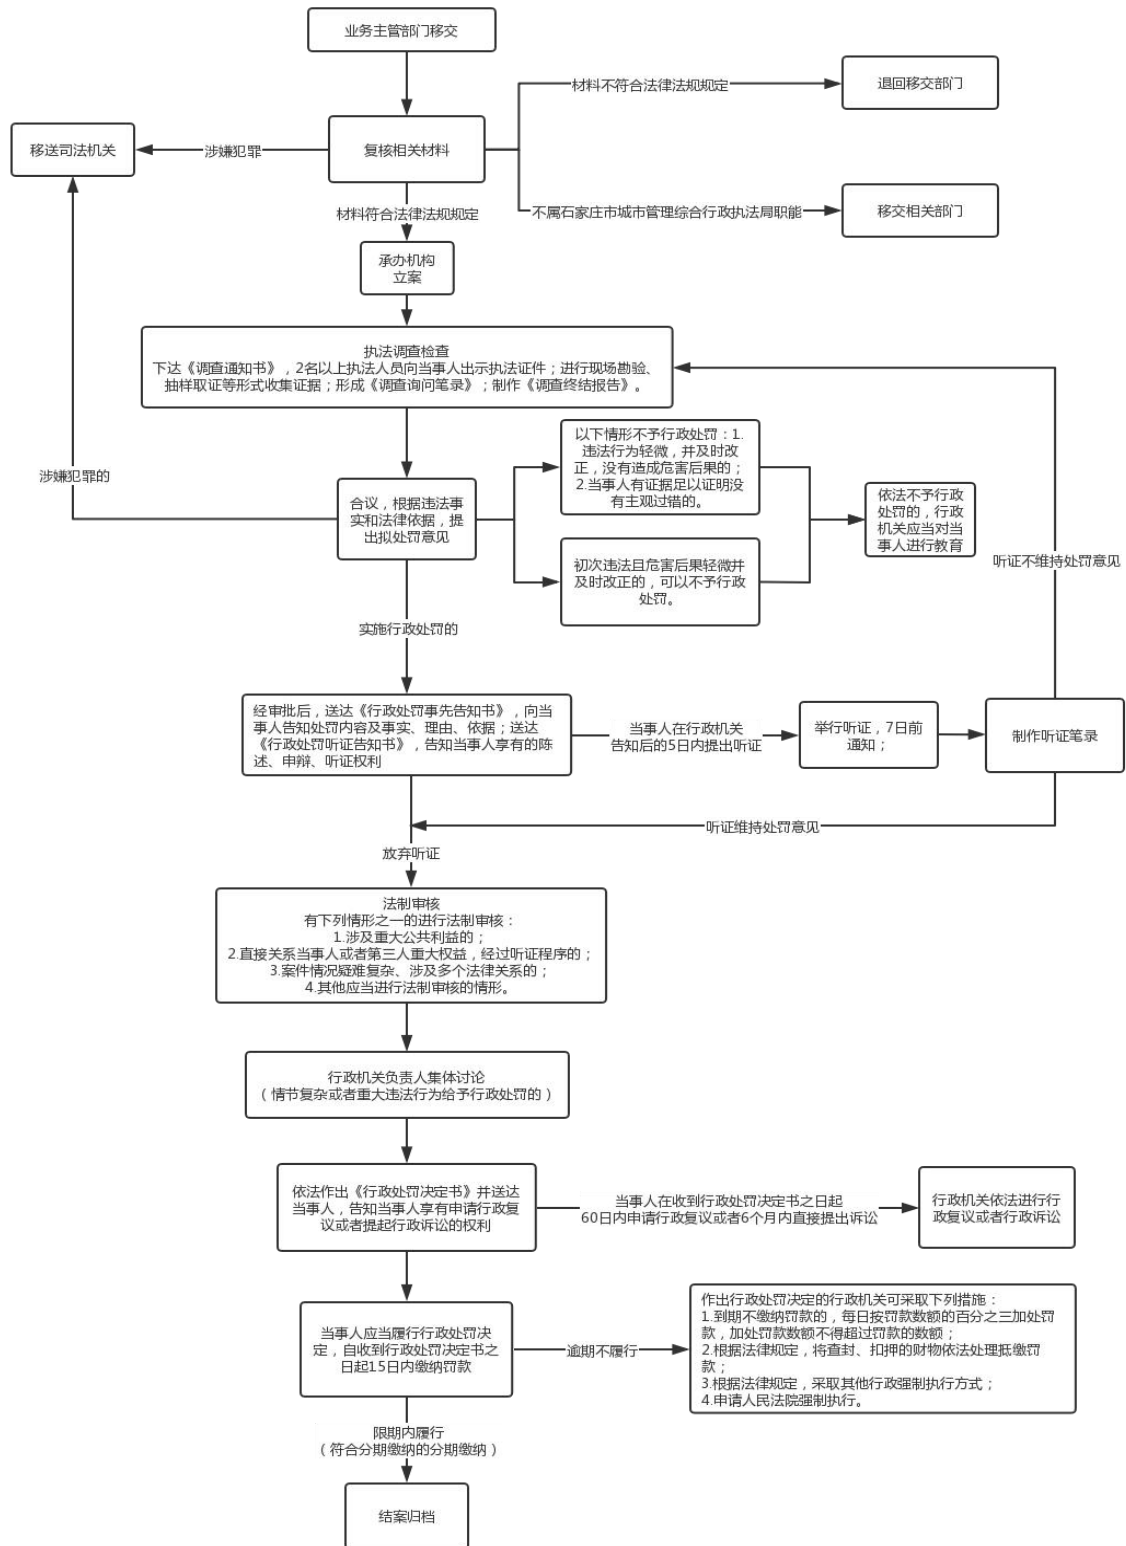 业务主管部门移交
材料不符合法律法规规定
退回移交部门
移送司法机关
涉嫌犯罪
复核相关材料
材料符合法律法规规定
不属石家庄市城市管理综合行政执法局职能
移交相关部门
承办机构
立案
执法调查检查
下达《调查通知书》，2名以上执法人员向当事人出示执法证件；进行现场勘验、
抽样取证等形式收集证据；形成《调查询问笔录》；制作《调查终结报告》。
涉嫌犯罪的
合议，根据违法事
实和法律依据，提
出拟处罚意见
以下情形不予行政处罚：1.
违法行为轻微，并及时改
正，没有造成危害后果的；
2.当事人有证据足以证明没
有主观过错的。
初次违法且危害后果轻微并
及时改正的，可以不予行政
处罚。
依法不予行政
处罚的，行政
机关应当对当
事人进行教育
听证不维持处罚意见
实施行政处罚的
经审批后，送达《行政处罚事先告知书》，向当
事人告知处罚内容及事实、理由、依据；送达
《行政处罚听证告知书》，告知当事人享有的陈
述、申辩、听证权利
当事人在行政机关
告知后的5日内提出听证
举行听证，7日前
通知；
制作听证笔录
听证维持处罚意见
放弃听证
法制审核
有下列情形之一的进行法制审核：
1.涉及重大公共利益的；
2.直接关系当事人或者第三人重大权益，经过听证程序的；
3.案件情况疑难复杂、涉及多个法律关系的；
4.其他应当进行法制审核的情形。
行政机关负责人集体讨论
（情节复杂或者重大违法行为给予行政处罚的）
依法作出《行政处罚决定书》并送达
当事人，告知当事人享有申请行政复
议或者提起行政诉讼的权利
当事人在收到行政处罚决定书之日起
60日内申请行政复议或者6个月内直接提出诉讼
行政机关依法进行行
政复议或者行政诉讼
当事人应当履行行政处罚决
定，自收到行政处罚决定书之
日起15日内缴纳罚款
逾期不履行
作出行政处罚决定的行政机关可采取下列措施：
1.到期不缴纳罚款的，每日按罚款数额的百分之三加处罚
款，加处罚款数额不得超过罚款的数额；
2.根据法律规定，将查封、扣押的财物依法处理抵缴罚
款；
3.根据法律规定，采取其他行政强制执行方式；
4.申请人民法院强制执行。
限期内履行
（符合分期缴纳的分期缴纳）
结案归档